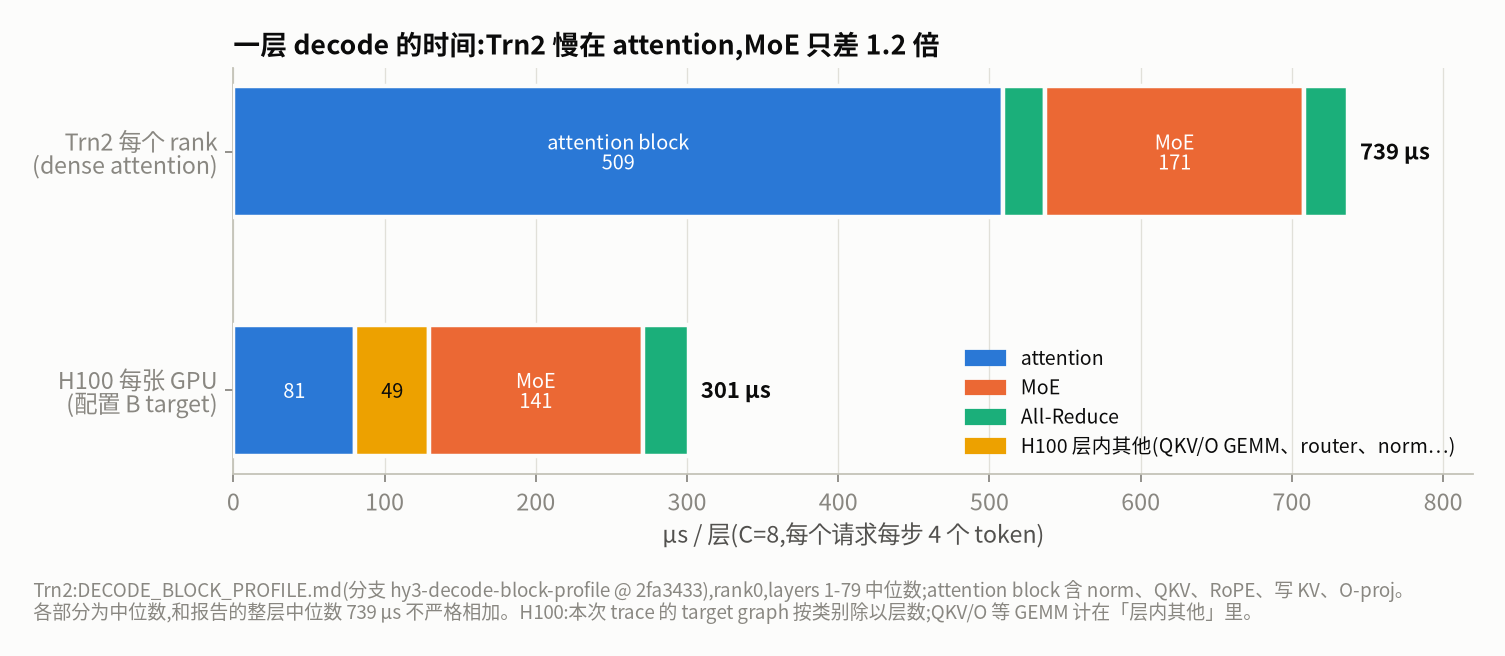 一层 decode 的时间:Trn2 慢在 attention,MoE 只差 1.2 倍
Trn2 每个 rank
(dense attention)
attention block
509
MoE
171
739 µs
H100 每张 GPU
(配置 B target)
81
49
MoE
141
301 µs
attention
MoE
All-Reduce
H100 层内其他(QKV/O GEMM、router、norm…)
0 100 200 300 400 500 600 700 800
µs / 层(C=8,每个请求每步 4 个 token)
Trn2:DECODE_BLOCK_PROFILE.md(分支 hy3-decode-block-profile @ 2fa3433),rank0,layers 1-79 中位数;attention block 含 norm、QKV、RoPE、写 KV、O-proj。
各部分为中位数,和报告的整层中位数 739 µs 不严格相加。H100:本次 trace 的 target graph 按类别除以层数;QKV/O 等 GEMM 计在「层内其他」里。